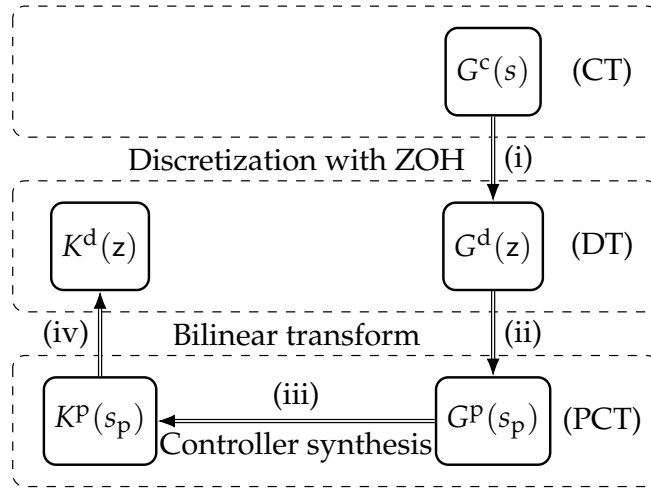 G^c(s) (CT)
Discretization with ZOH (i)
K^d(z) G^d(z) (DT)
(iv) Bilinear transform (ii)
(iii)
K^p(s_p) G^p(s_p) (PCT)
Controller synthesis